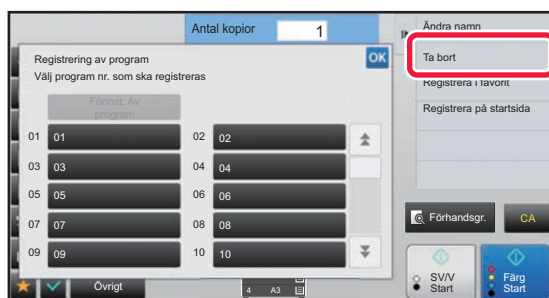 Antal kopior 1
Registrering av program
OK
Välj program nr. som ska registreras
Förinst. Av
program
01 01
02 02
03 03
04 04
05 05
06 06
07 07
08 08
09 09
10 10
Ändra namn
Ta bort
Registrera i favorit
Registrera på startsida
Förhandsgr.
CA
SV/V
Start
Färg
Start
Övrigt
4 A3